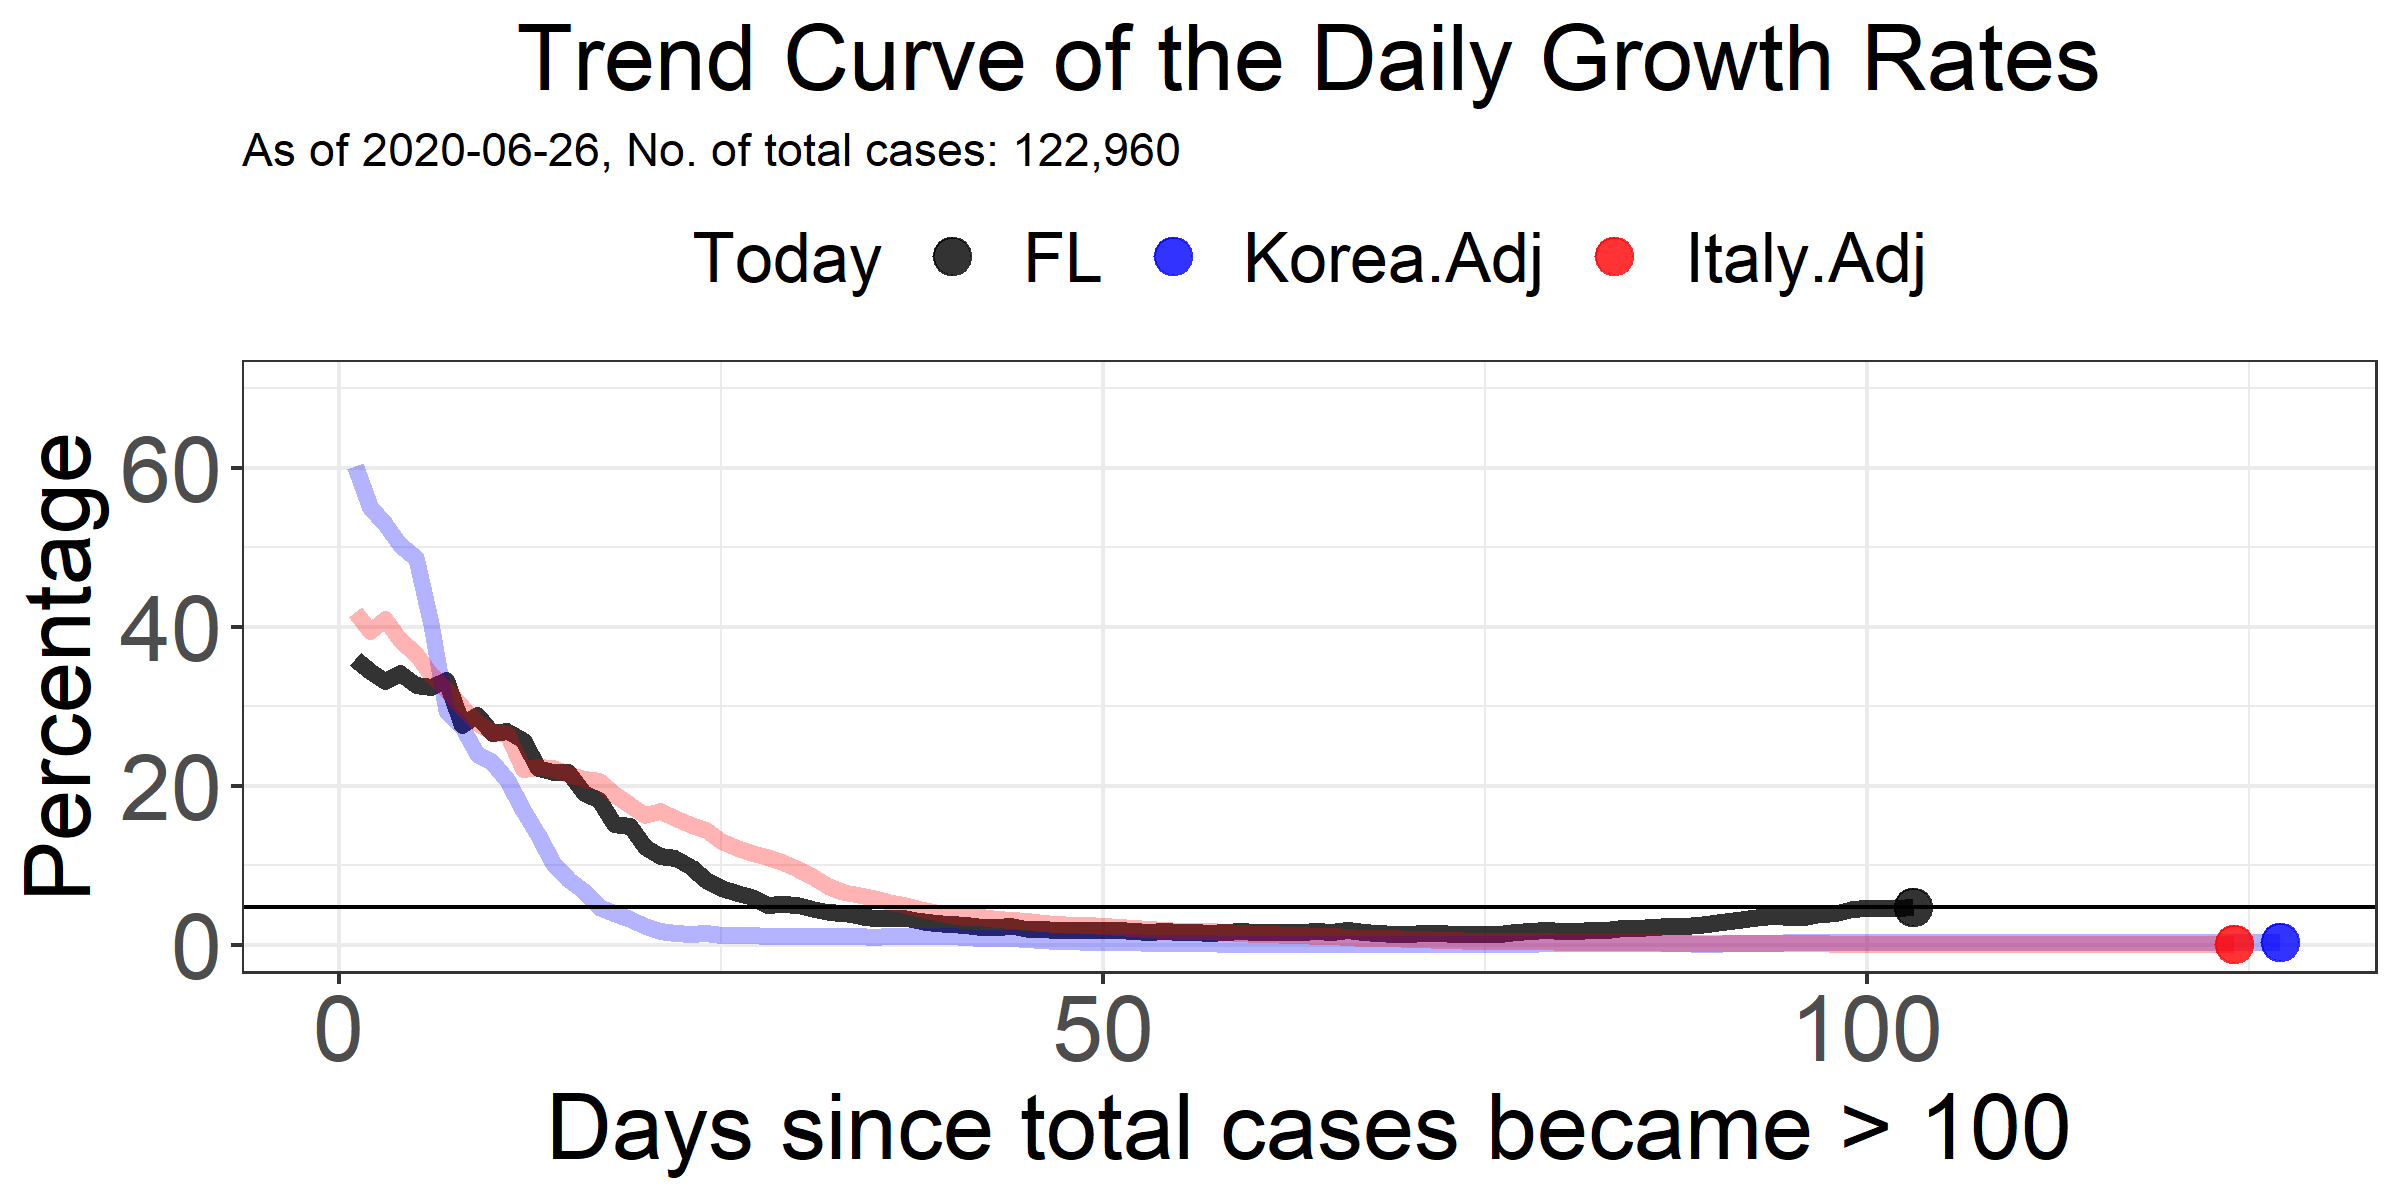 Trend Curve of the Daily Growth Rates
As of 2020-06-26, No. of total cases: 122,960
Today FL Korea.Adj Italy.Adj
Percentage
60
40
20
0
0 50 100
Days since total cases became > 100